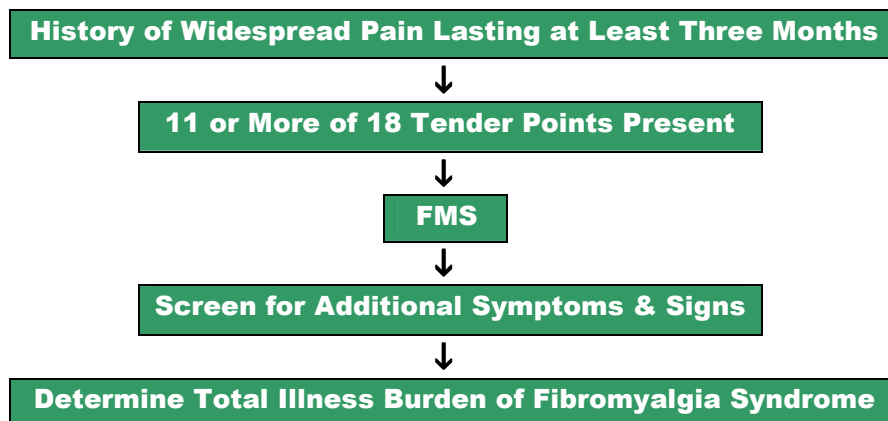 History of Widespread Pain Lasting at Least Three Months
11 or More of 18 Tender Points Present
FMS
Screen for Additional Symptoms & Signs
Determine Total Illness Burden of Fibromyalgia Syndrome